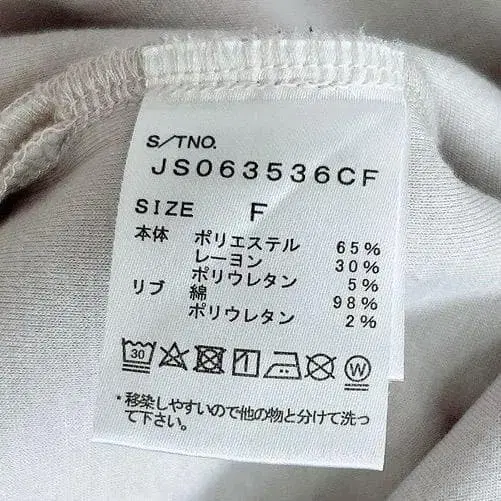 S/TNO.
JS063536CF
SIZE F
本体 ポリエステル 65%
レーヨン 30%
ポリウレタン 5%
リブ 綿 98%
ポリウレタン 2%
30 W
*移染しやすいので他の物と分けて洗っ
て下さい。